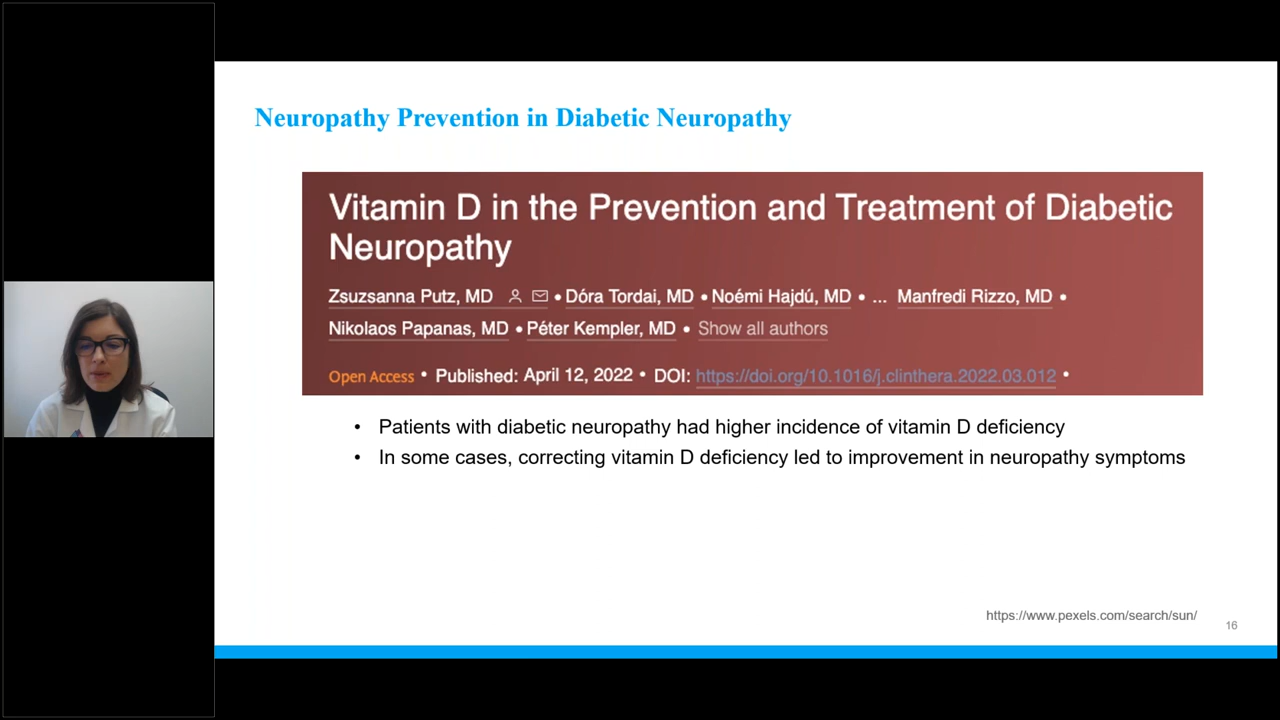 Neuropathy Prevention in Diabetic Neuropathy
Vitamin D in the Prevention and Treatment of Diabetic
Neuropathy
Zsuzsanna Putz, MD • Dóra Tordai, MD • Noémi Hajdú, MD • ... Manfredi Rizzo, MD •
Nikolaos Papanas, MD • Péter Kempler, MD • Show all authors
Open Access • Published: April 12, 2022 • DOI: https://doi.org/10.1016/j.clinthera.2022.03.012 •
• Patients with diabetic neuropathy had higher incidence of vitamin D deficiency
• In some cases, correcting vitamin D deficiency led to improvement in neuropathy symptoms
https://www.pexels.com/search/sun/
16